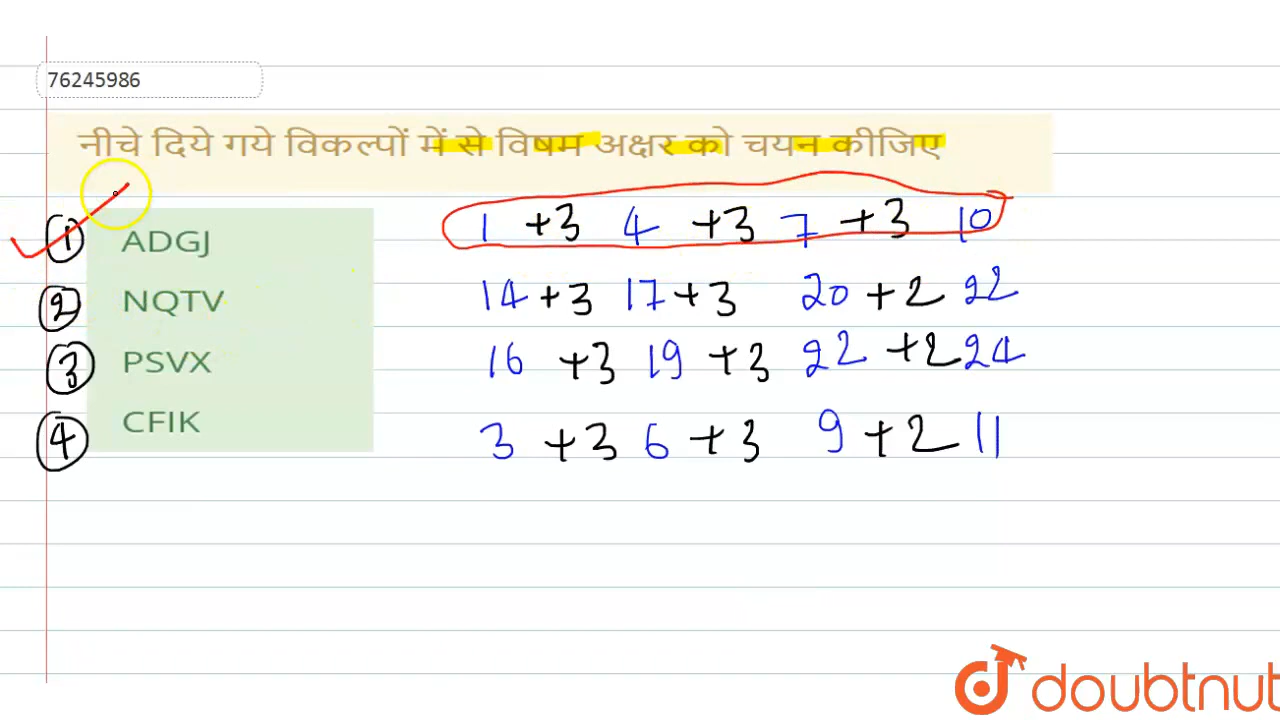 76245986
नीचे दिये गये विकल्पों में से विषम अक्षर को चयन कीजिए
① ADGJ 1 +3 4 +3 7 +3 10
② NQTV 14 +3 17 +3 20 +2 22
③ PSVX 16 +3 19 +3 22 +2 24
④ CFIK 3 +3 6 +3 9 +2 11
doubtnut